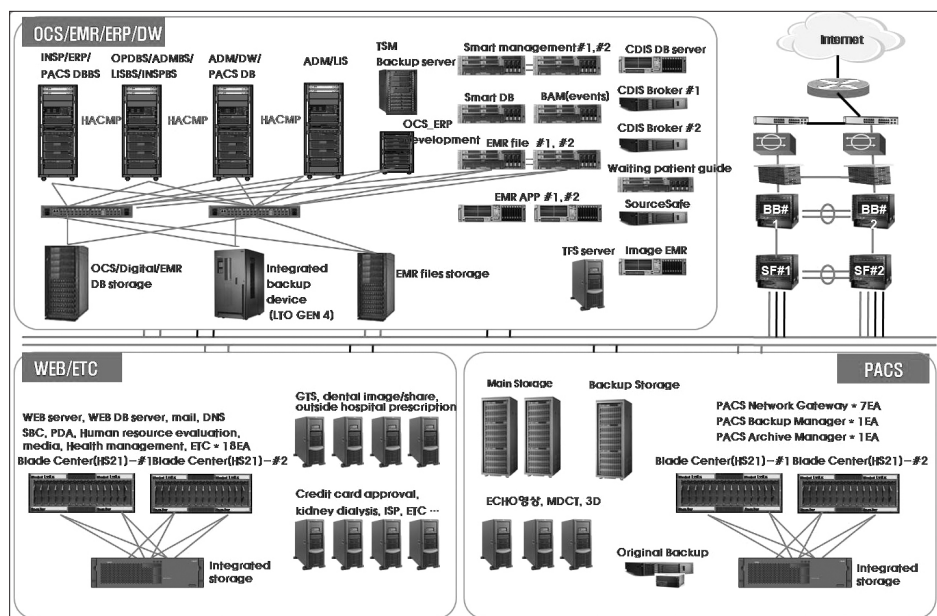 OCS/EMR/ERP/DW
INSP/ERP/
PACS DBBS
OPDBS/ADMBS/
LISBS/INSPBS
ADM/DW/
PACS DB
ADM/LIS
HACMP
HACMP
HACMP
TSM
Backup server
OCS_ERP
Development
Smart management#1,#2
Smart DB
BAM(events)
EMR file #1, #2
EMR APP #1,#2
CDIS DB server
CDIS Broker #1
CDIS Broker #2
Waiting patient guide
SourceSafe
TFS server
Image EMR
OCS/Digital/EMR
DB storage
Integrated
backup
device
(LTO GEN 4)
EMR files storage
Internet
BB#
1
BB#
2
SF#1
SF#2
WEB/ETC
WEB server, WEB DB server, mail, DNS
SBC, PDA, Human resource evaluation,
media, Health management, ETC * 18EA
Blade Center(HS21)-#1
Blade Center(HS21)-#2
Integrated
storage
GTS, dental image/share,
outside hospital prescription
Credit card approval,
kidney dialysis, ISP, ETC ...
PACS
Main Storage
Backup Storage
PACS Network Gateway * 7EA
PACS Backup Manager * 1EA
PACS Archive Manager * 1EA
Blade Center(HS21)-#1
Blade Center(HS21)-#2
ECHO영상, MDCT, 3D
Original Backup
Integrated
storage